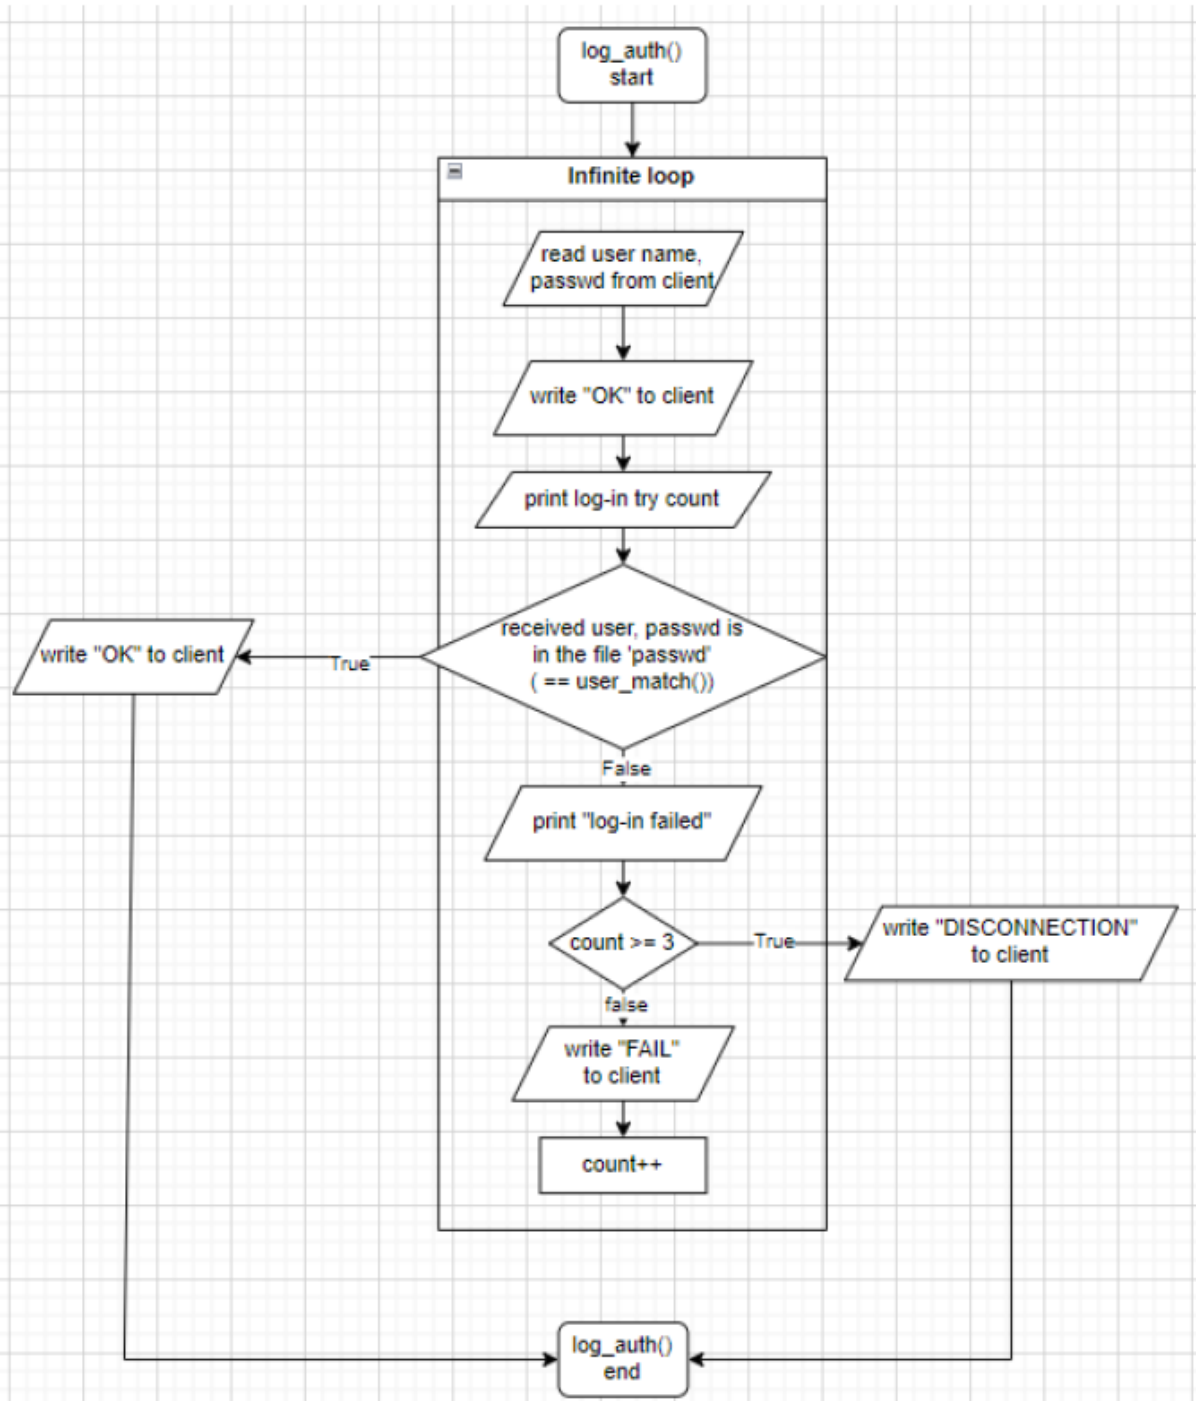 log_auth()
start
Infinite loop
read user name,
passwd from client
write "OK" to client
print log-in try count
received user, passwd is
in the file 'passwd'
( == user_match())
True
write "OK" to client
False
print "log-in failed"
count >= 3
True
write "DISCONNECTION"
to client
false
write "FAIL"
to client
count++
log_auth()
end